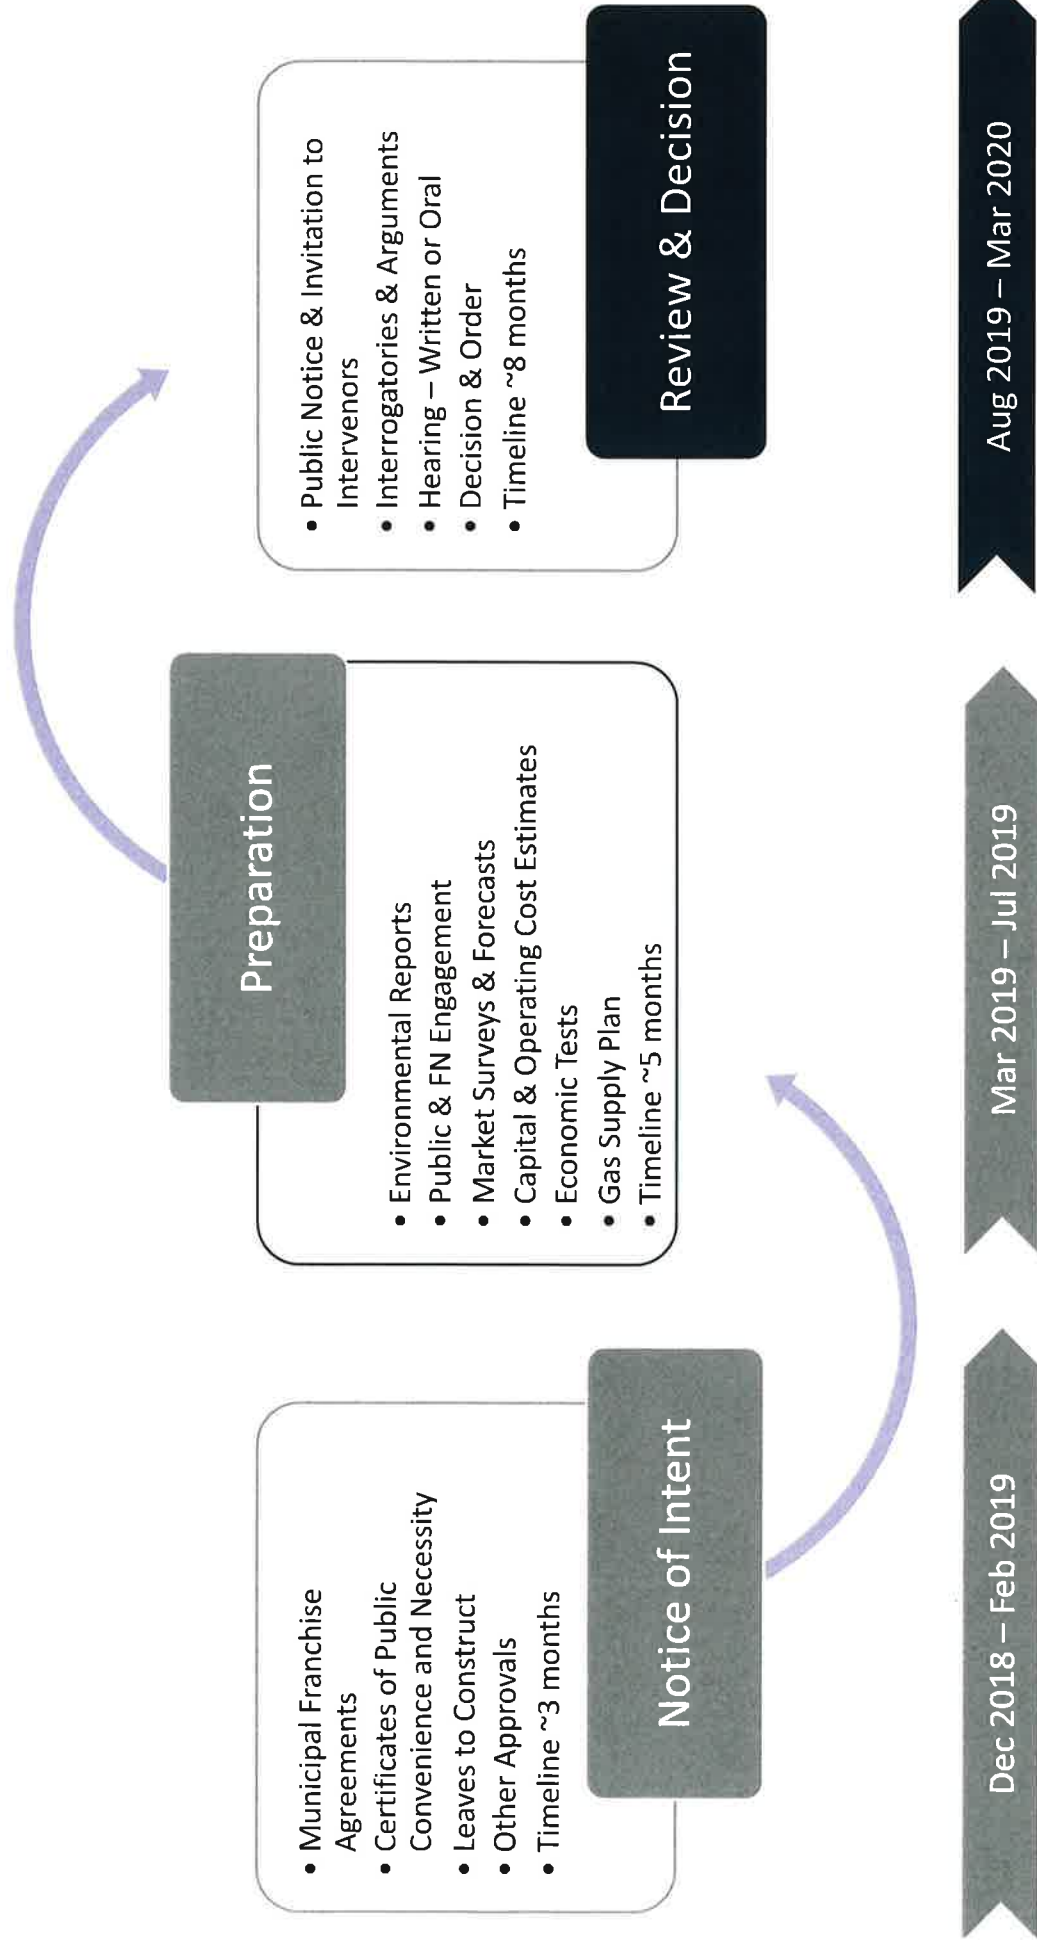 • Municipal Franchise
Agreements
• Certificates of Public
Convenience and Necessity
• Leaves to Construct
• Other Approvals
• Timeline ~3 months
Notice of Intent
Preparation
• Environmental Reports
• Public & FN Engagement
• Market Surveys & Forecasts
• Capital & Operating Cost Estimates
• Economic Tests
• Gas Supply Plan
• Timeline ~5 months
• Public Notice & Invitation to
Intervenors
• Interrogatories & Arguments
• Hearing – Written or Oral
• Decision & Order
• Timeline ~8 months
Review & Decision
Dec 2018 – Feb 2019
Mar 2019 – Jul 2019
Aug 2019 – Mar 2020